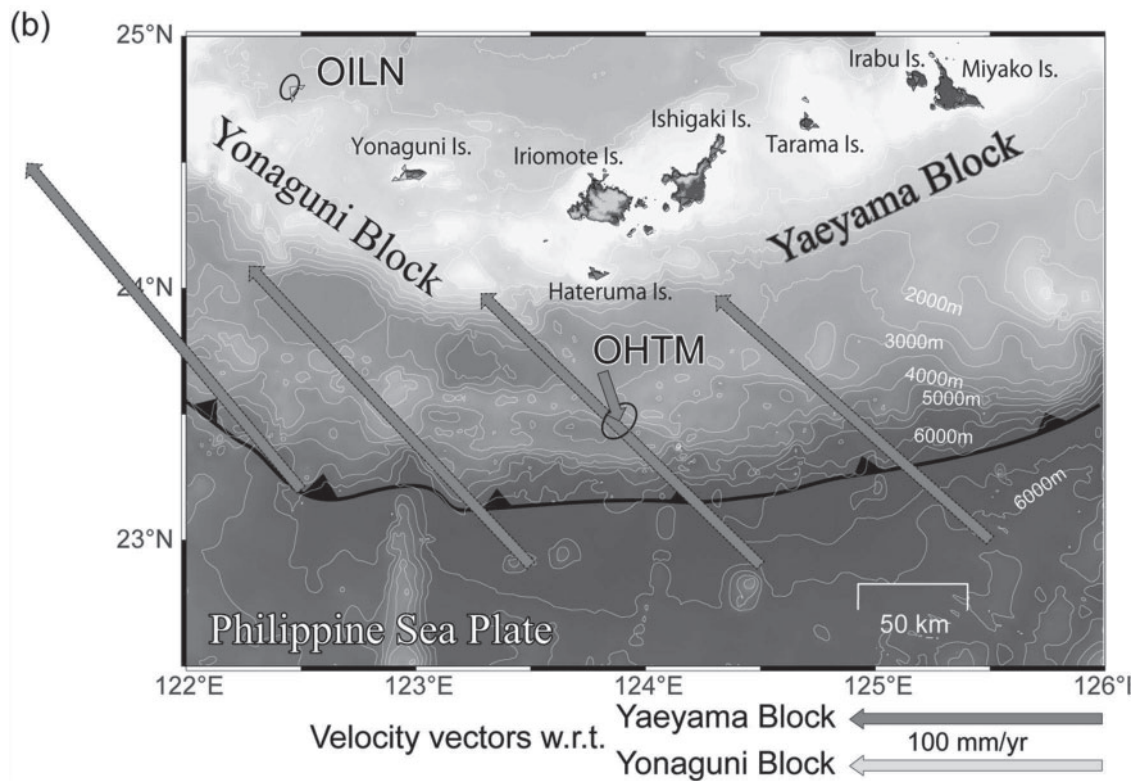 (b)
25°N
OILN
Irabu Is.
Miyako Is.
Ishigaki Is.
Tarama Is.
Yonaguni Is.
Iriomote Is.
Yonaguni Block
Yaeyama Block
24°N
Hateruma Is.
2000m
OHTM
3000m
4000m
5000m
6000m
6000m
23°N
50 km
Philippine Sea Plate
122°E
123°E
124°E
125°E
126°
Velocity vectors w.r.t.
Yaeyama Block
100 mm/yr
Yonaguni Block